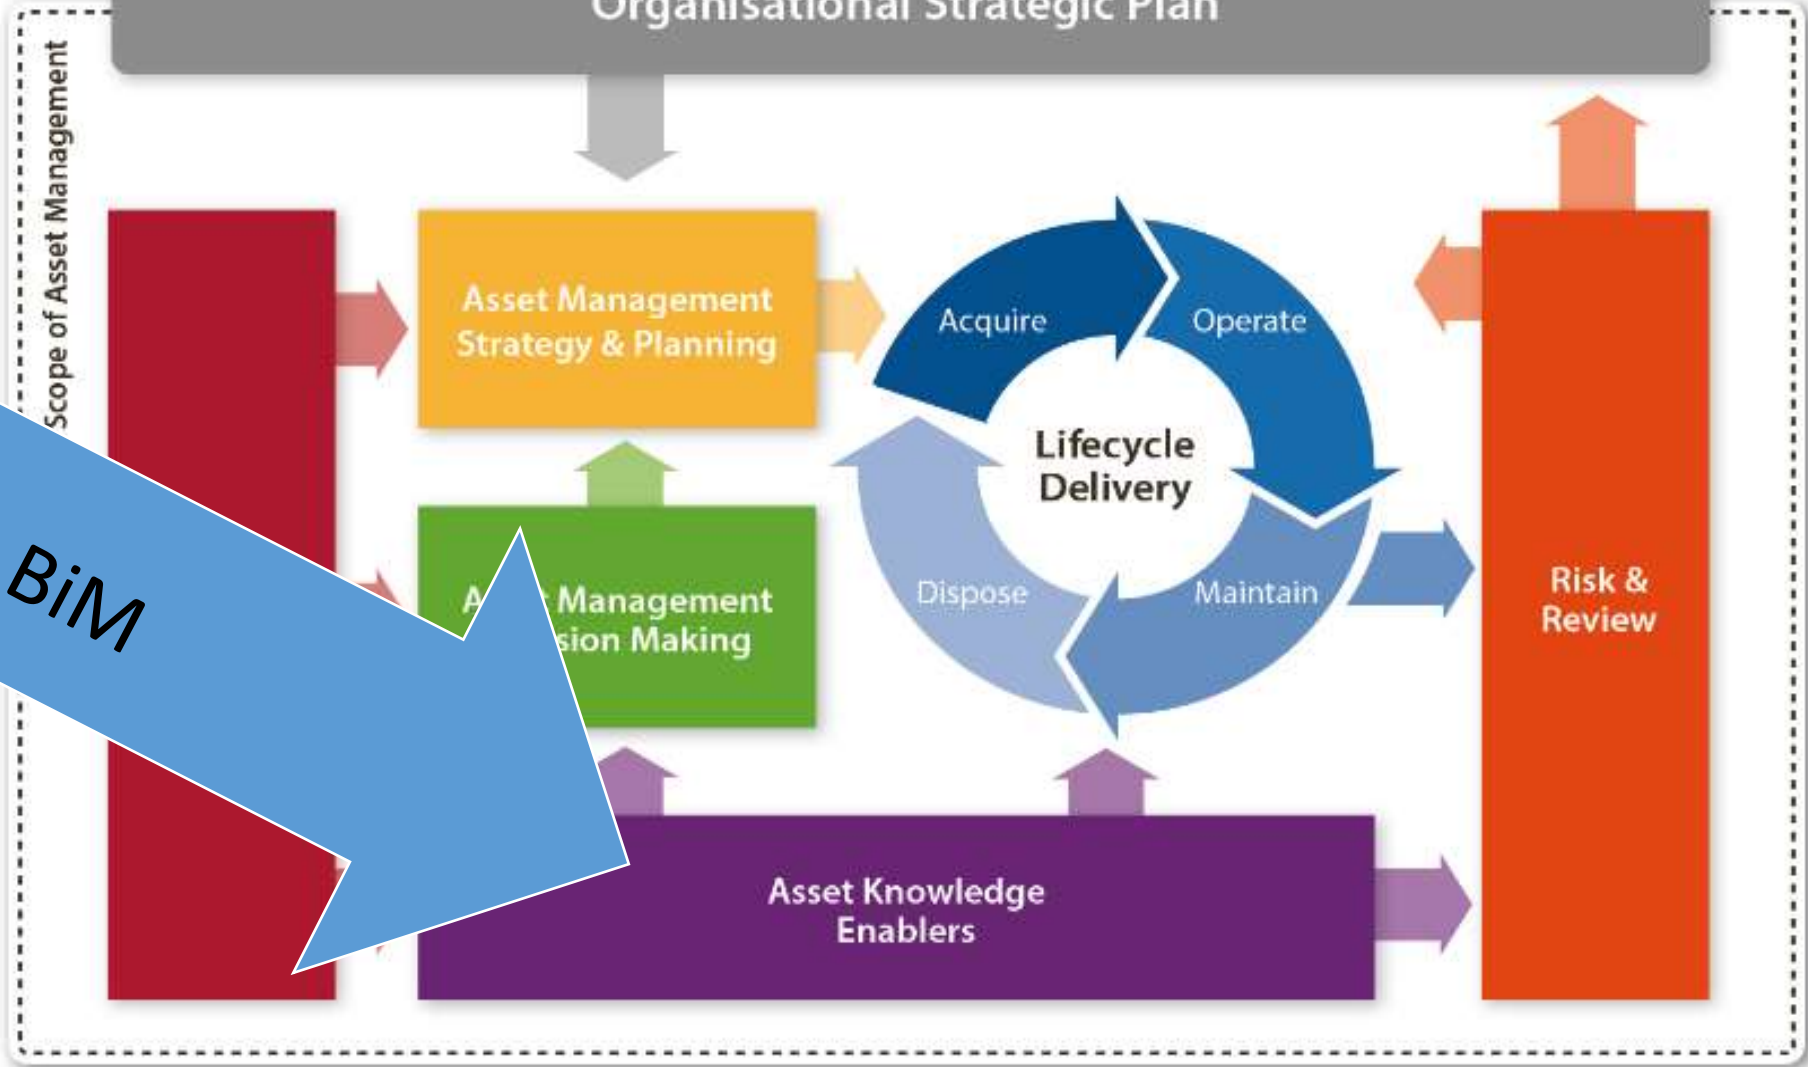 Organisational Strategic Plan
Scope of Asset Management
Asset Management
Strategy & Planning
Acquire
Operate
Lifecycle
Delivery
BiM
Management
Making
Dispose
Maintain
Risk &
Review
Asset Knowledge
Enablers